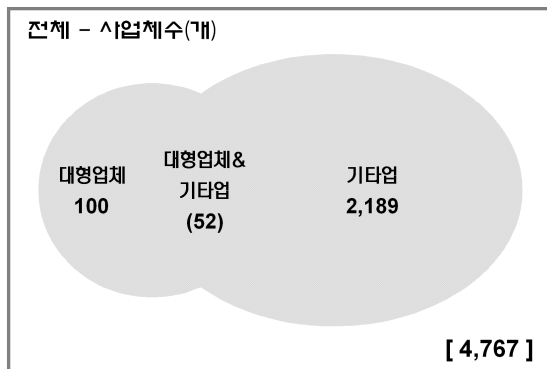 전체 - 사업체수(개)
대형업체
100
대형업체&
기타업
(52)
기타업
2,189
[ 4,767 ]